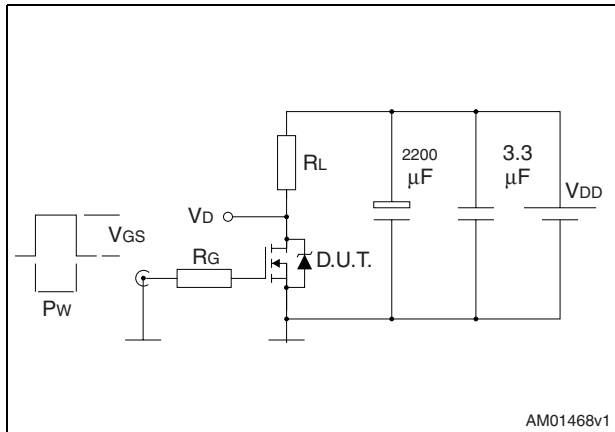 RL
2200
μF
3.3
μF
VDD
VD
VGS
RG
D.U.T.
PW
AM01468v1